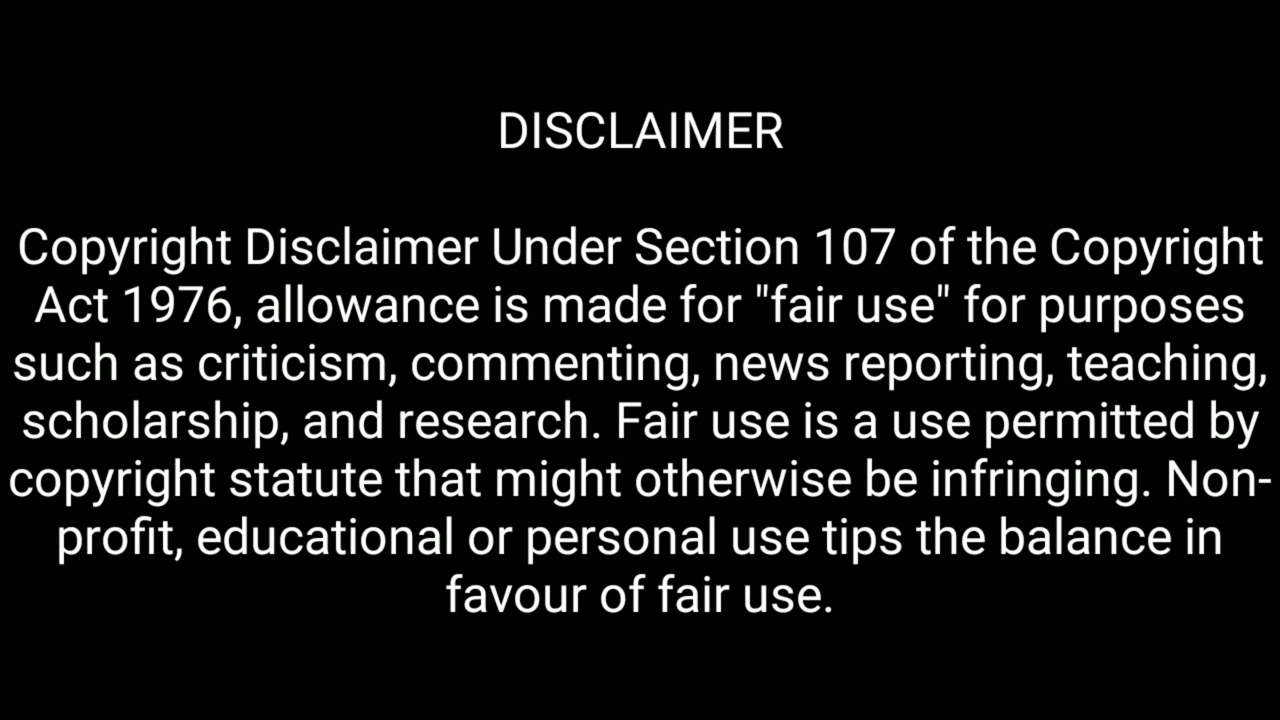 DISCLAIMER
Copyright Disclaimer Under Section 107 of the Copyright
Act 1976, allowance is made for "fair use" for purposes
such as criticism, commenting, news reporting, teaching,
scholarship, and research. Fair use is a use permitted by
copyright statute that might otherwise be infringing. Non-
profit, educational or personal use tips the balance in
favour of fair use.